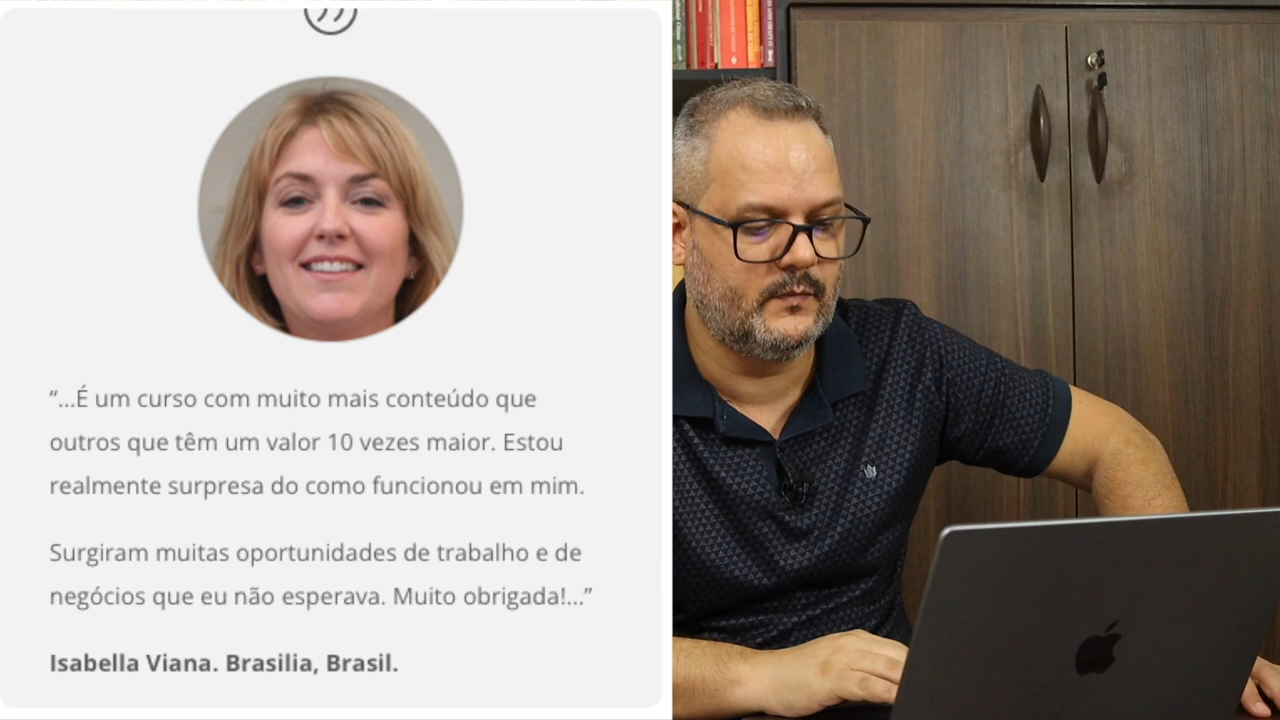 “...É um curso com muito mais conteúdo que
outros que têm um valor 10 vezes maior. Estou
realmente surpresa do como funcionou em mim.
Surgiram muitas oportunidades de trabalho e de
negócios que eu não esperava. Muito obrigada!...”
Isabella Viana. Brasilia, Brasil.